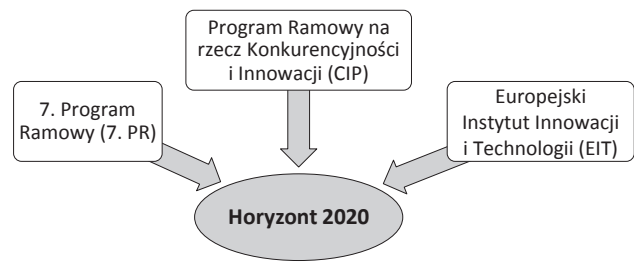 Program Ramowy na
rzecz Konkurencyjności
i Innowacji (CIP)
7. Program
Ramowy (7. PR)
Europejski
Instytut Innowacji
i Technologii (EIT)
Horyzont 2020